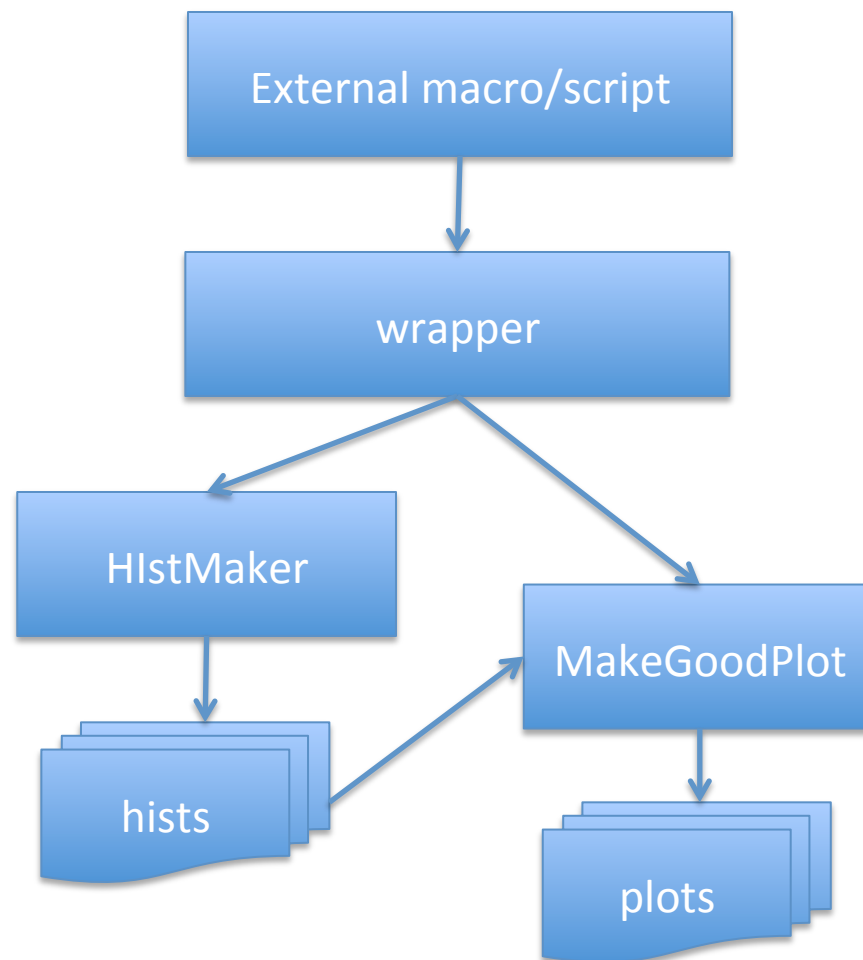 External macro/script
wrapper
HIstMaker
MakeGoodPlot
hists
plots